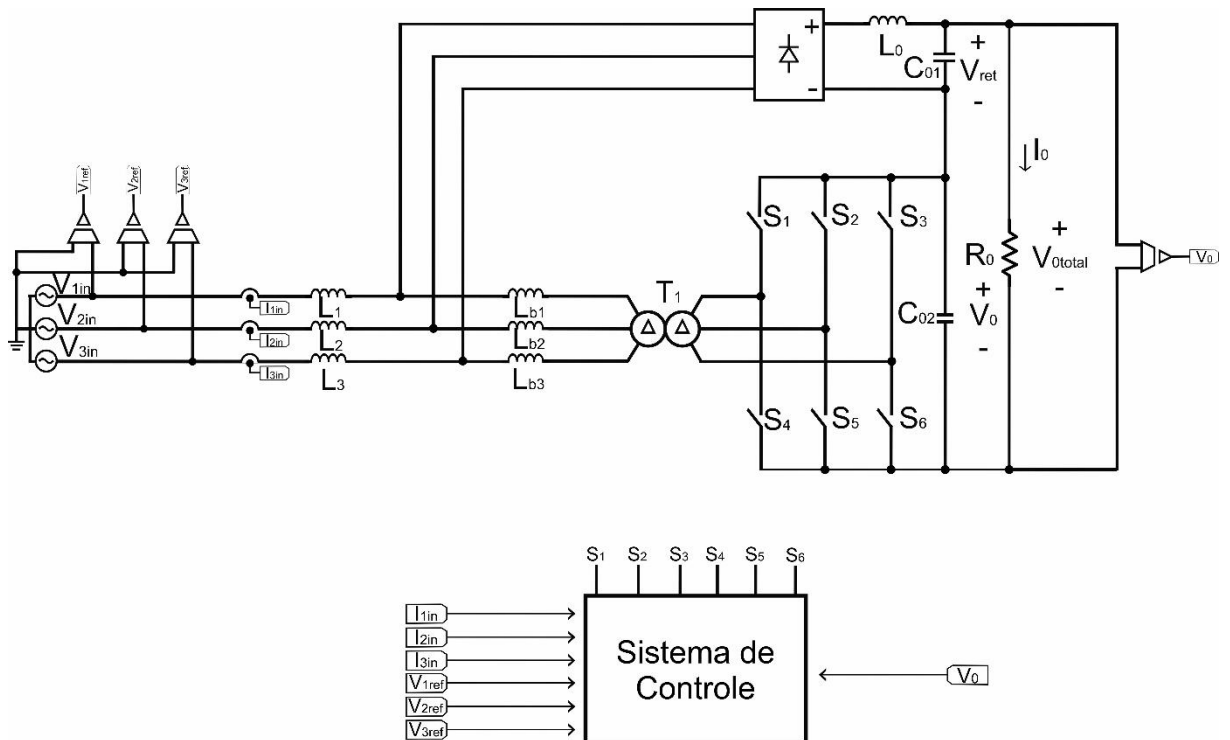 +
L0
-
C01
+
Vret
-
I0
V1ref
V2ref
V3ref
S1
S2
S3
R0
+
V0total
-
V0
V1in
V2in
V3in
I1in
I2in
I3in
L1
L2
L3
Lb1
Lb2
Lb3
T1
Δ
Δ
C02
+
V0
-
S4
S5
S6
S1
S2
S3
S4
S5
S6
I1in
I2in
I3in
V1ref
V2ref
V3ref
Sistema de
Controle
V0